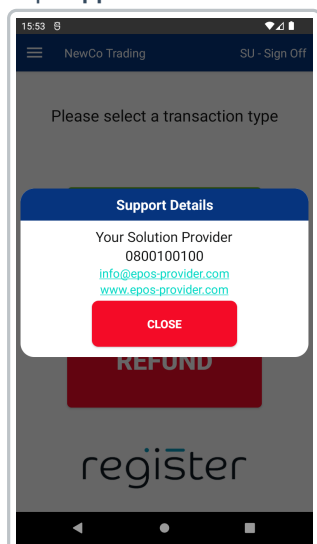 15:53
NewCo Trading
SU - Sign Off
Please select a transaction type
Support Details
Your Solution Provider
0800100100
info@epos-provider.com
www.epos-provider.com
CLOSE
REFUND
register